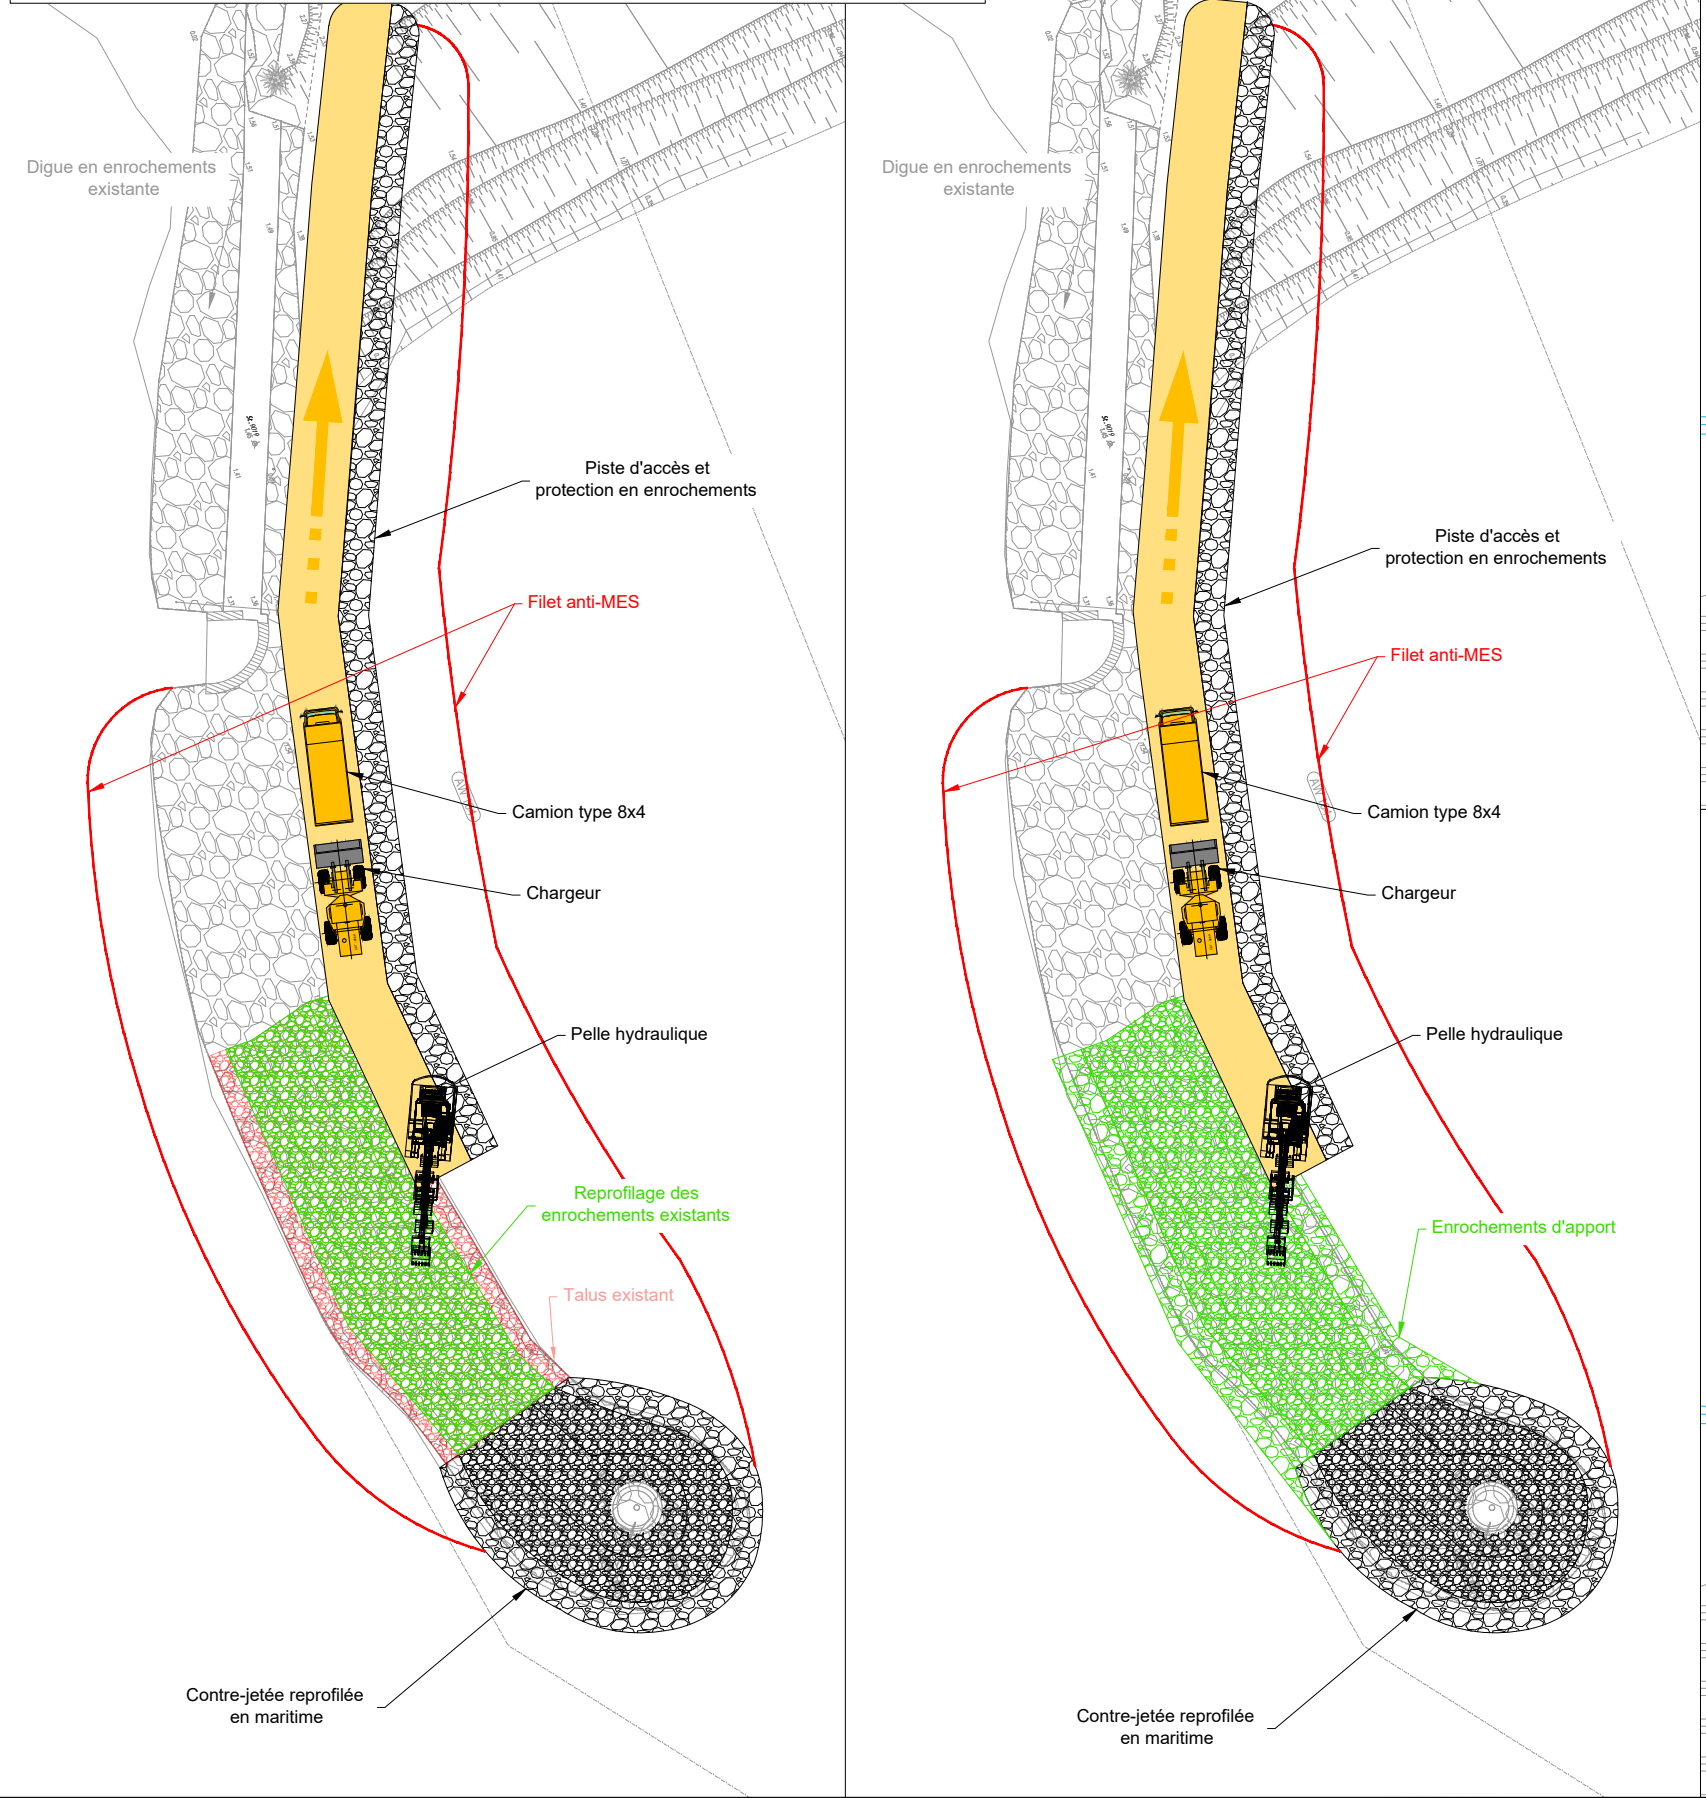 Digue en enrochements
existante
Piste d'accès et
protection en enrochements
Filet anti-MES
Camion type 8x4
Chargeur
Pelle hydraulique
Reprofilage des
enrochements existants
Talus existant
Contre-jetée reprofilée
en maritime
Digue en enrochements
existante
Piste d'accès et
protection en enrochements
Filet anti-MES
Camion type 8x4
Chargeur
Pelle hydraulique
Enrochements d'apport
Contre-jetée reprofilée
en maritime